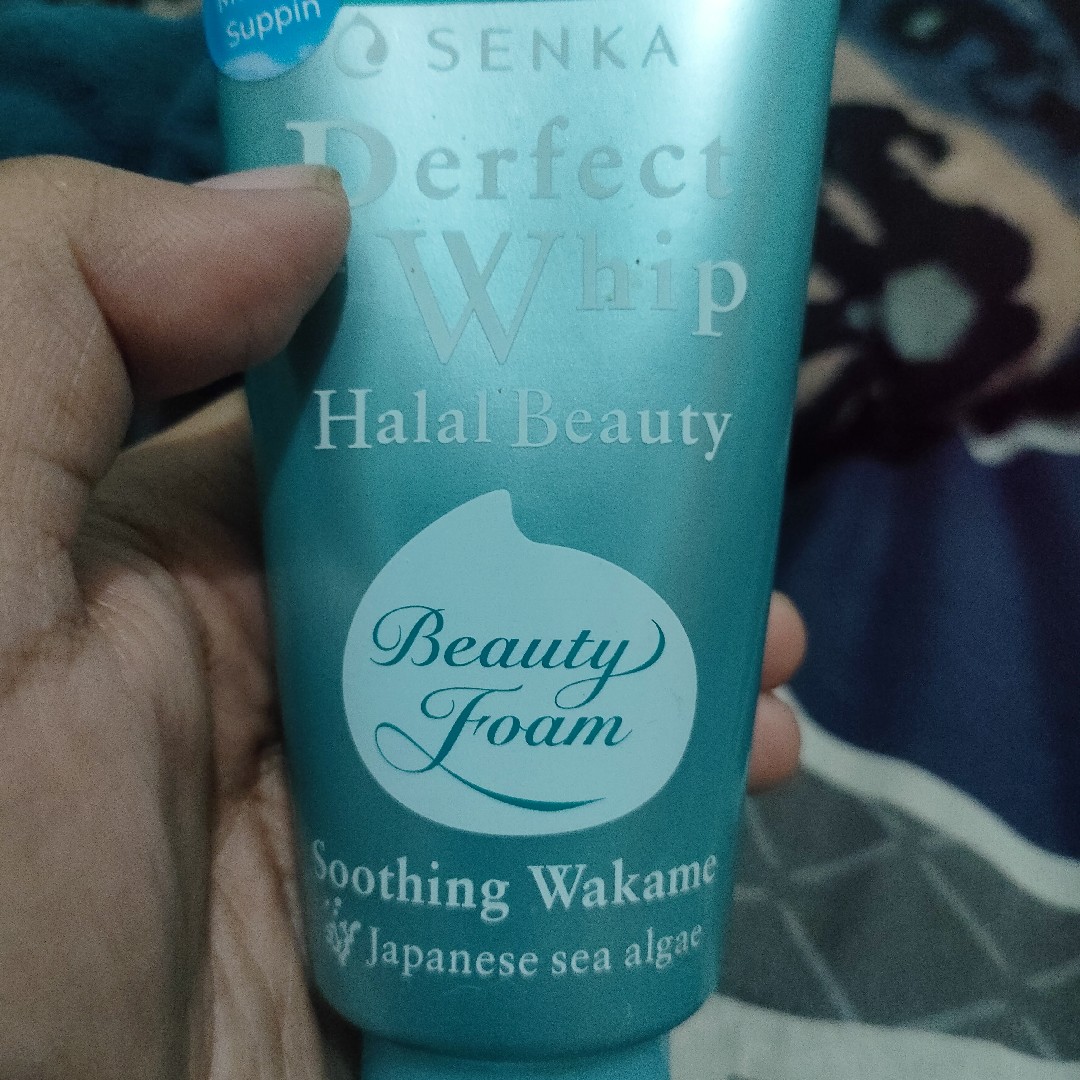 Suppin
SENKA
Perfect
Whip
Halal Beauty
Beauty
Foam
Soothing Wakame
Japanese sea algae